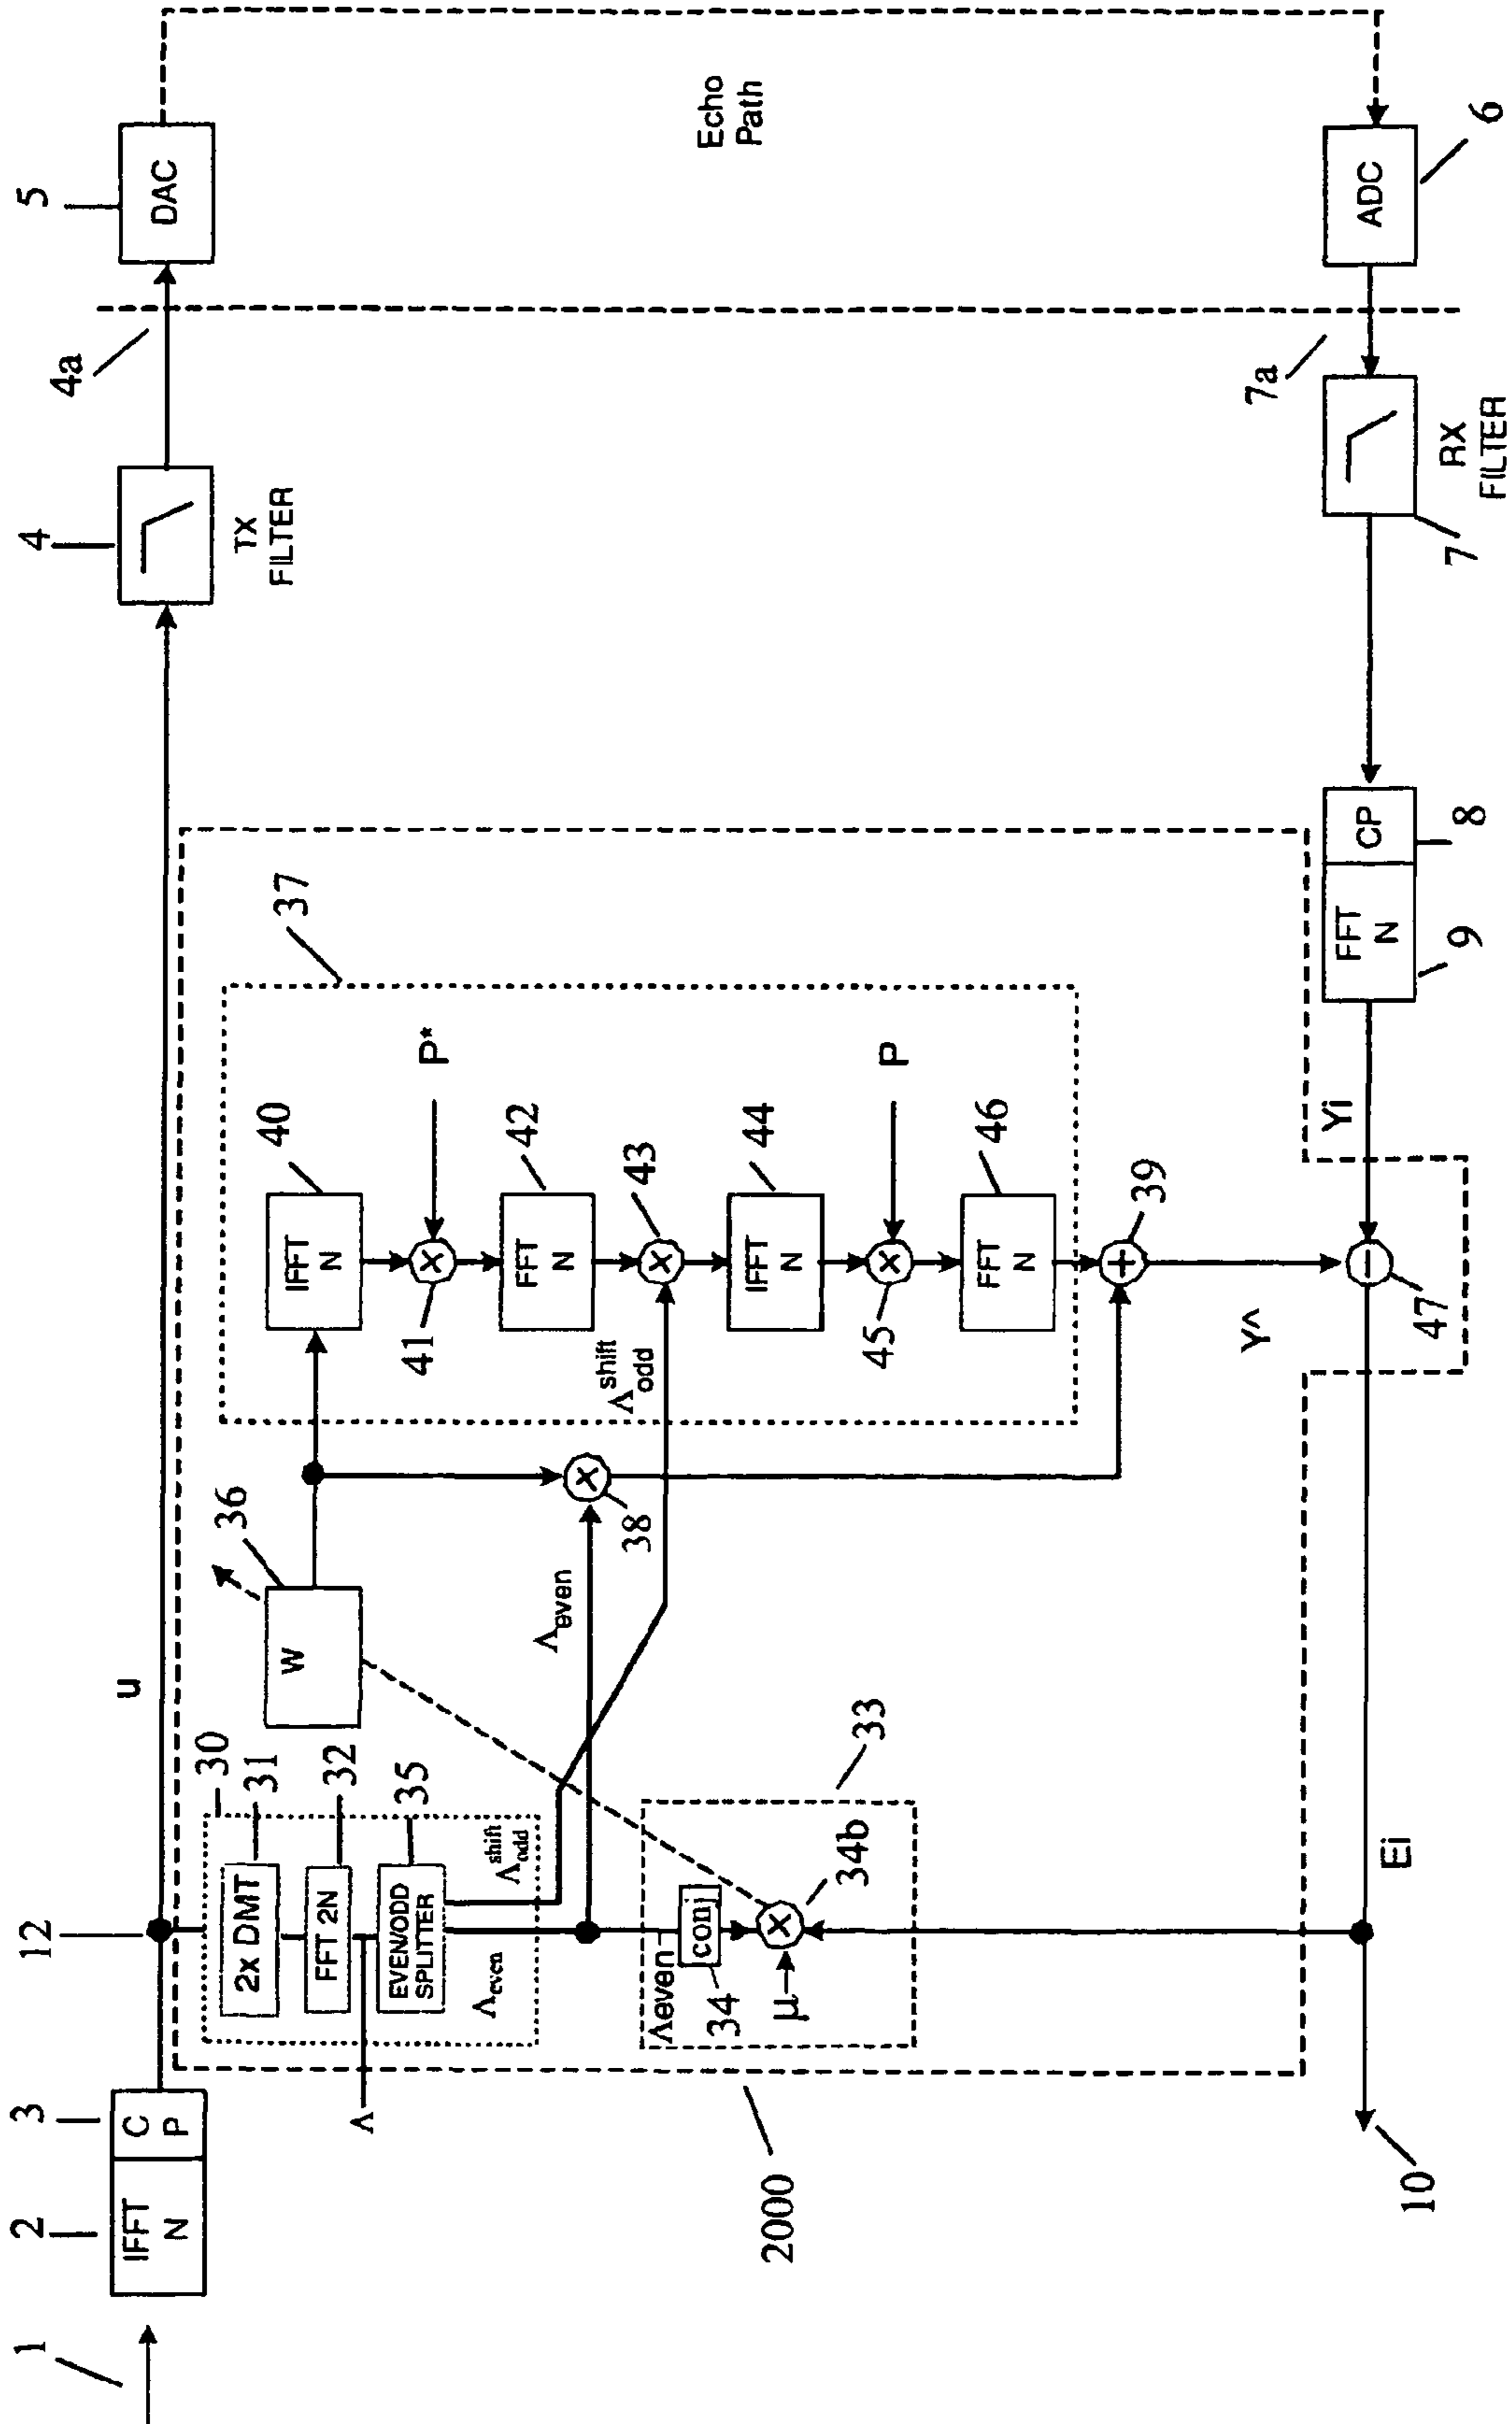 1
2
IFFT
N
3
C
P
12
u
4
TX
FILTER
4a
5
DAC
Echo
Path
30
31
2x DMT
32
FFT 2N
35
EVEN/ODD
SPLITTER
Λ
Λeven
Λ shift odd
36
W
37
40
IFFT
N
P*
41
42
FFT
N
Λ shift odd
43
44
IFFT
N
P
45
46
FFT
N
Λeven
38
39
33
Λeven
34
conj
34b
μ
Y^
47
Yi
FFT
N
9
CP
8
7
RX
FILTER
7a
ADC
6
Ei
10
2000